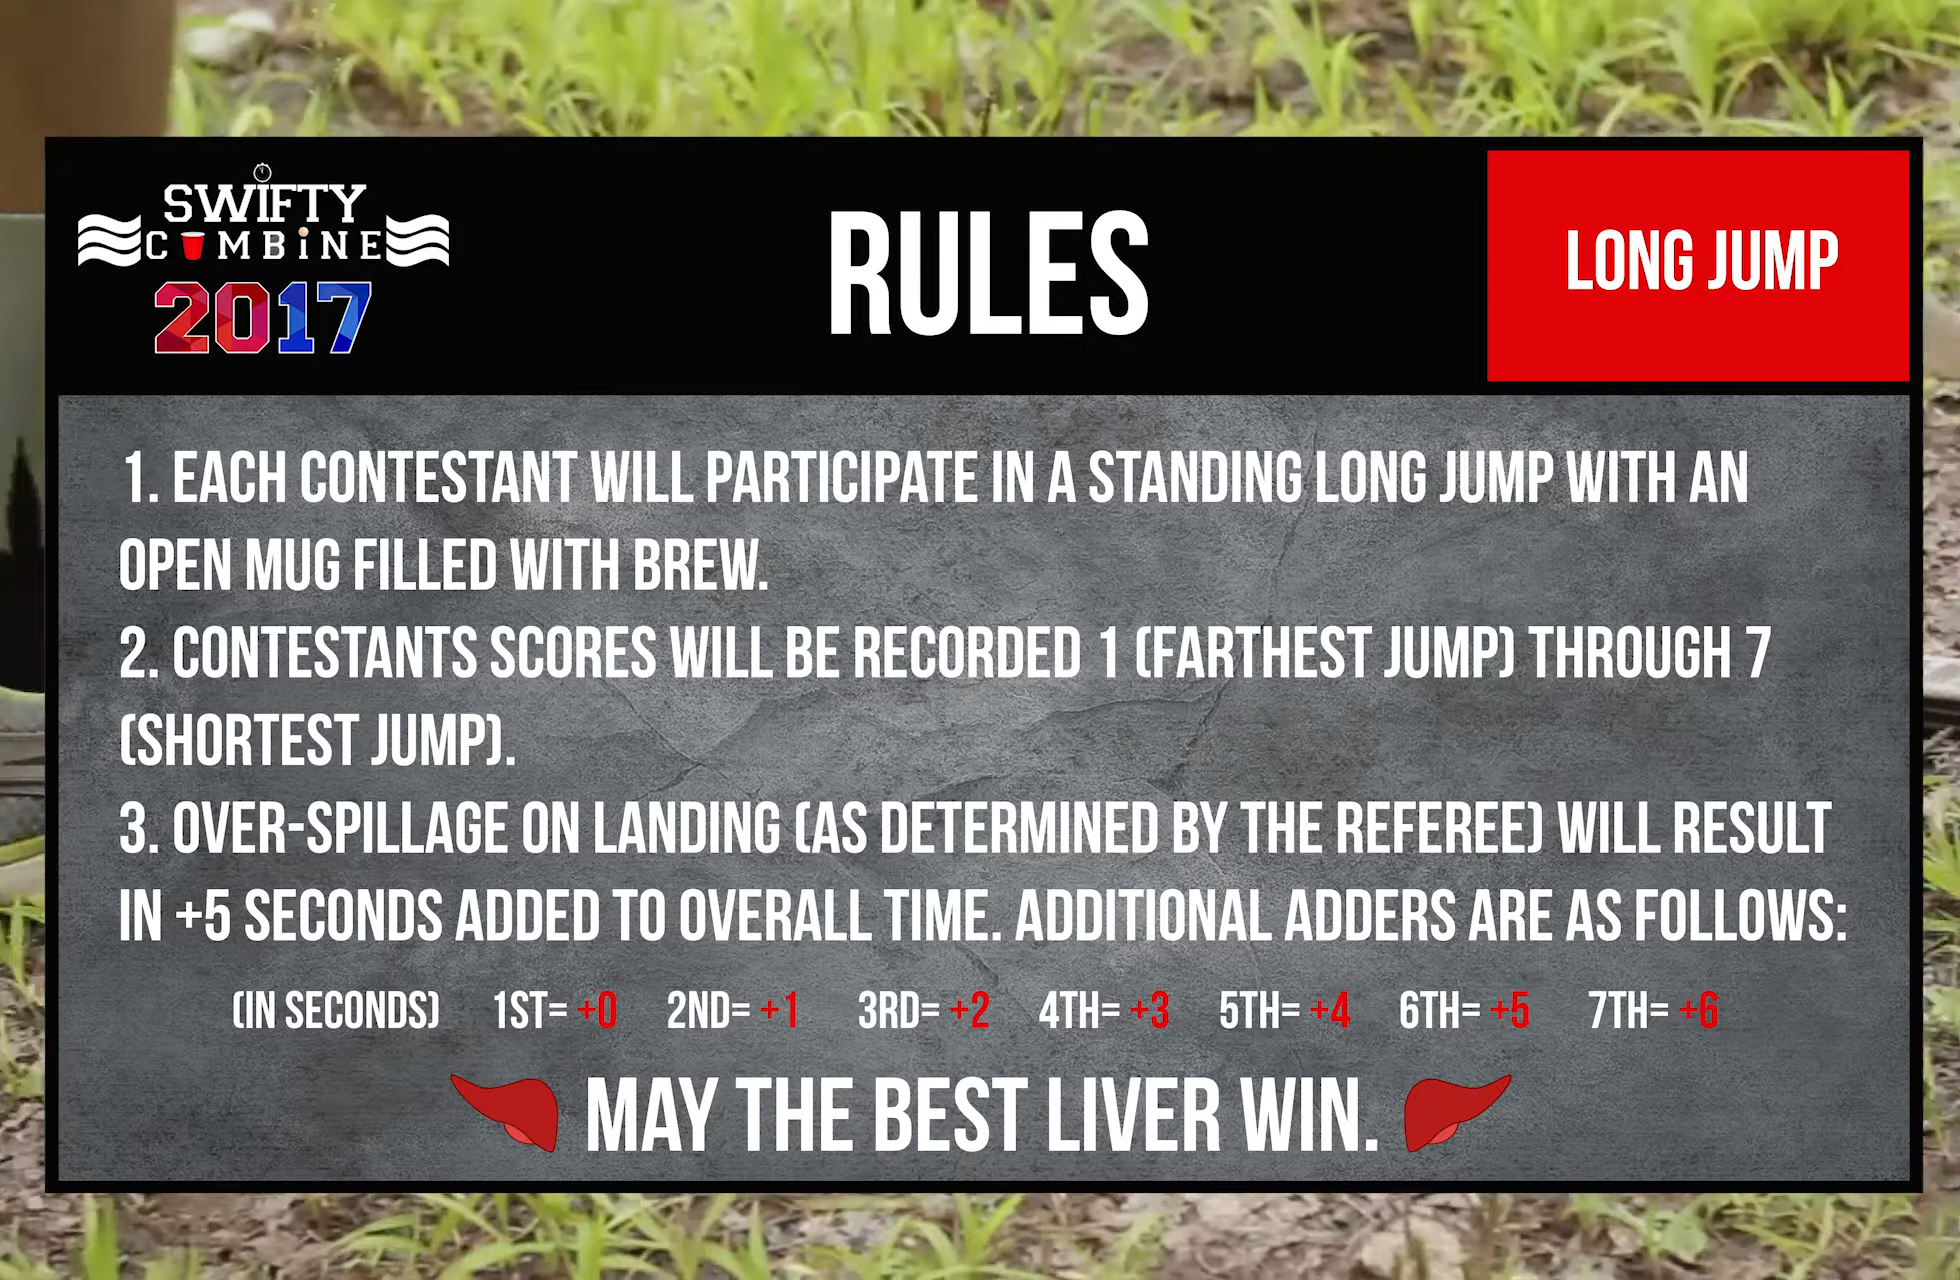 SWIFTY
COMBINE
2017
RULES
LONG JUMP
1. EACH CONTESTANT WILL PARTICIPATE IN A STANDING LONG JUMP WITH AN
OPEN MUG FILLED WITH BREW.
2. CONTESTANTS SCORES WILL BE RECORDED 1 (FARTHEST JUMP) THROUGH 7
(SHORTEST JUMP).
3. OVER-SPILLAGE ON LANDING (AS DETERMINED BY THE REFEREE) WILL RESULT
IN +5 SECONDS ADDED TO OVERALL TIME. ADDITIONAL ADDERS ARE AS FOLLOWS:
(IN SECONDS) 1ST= +0 2ND= +1 3RD= +2 4TH= +3 5TH= +4 6TH= +5 7TH= +6
MAY THE BEST LIVER WIN.